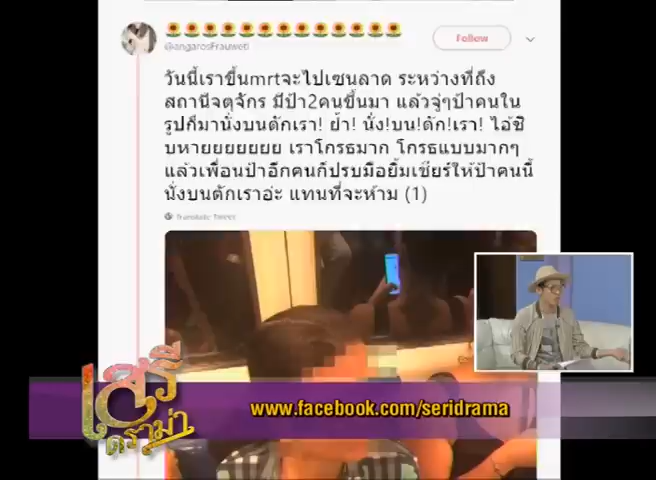 @angarosFrauweti
Follow
วันนี้เราขึ้นmrtจะไปเซนลาด ระหว่างที่ถึง
สถานีจตุจักร มีป้า2คนขึ้นมา แล้วจู่ๆป้าคนใน
รูปก็มานั่งบนตักเรา! ย้ำ! นั่ง!บน!ตัก!เรา! ไอ้ชิ
บหายยยยยยย เราโกรธมาก โกรธแบบมากๆ
แล้วเพื่อนป้าอีกคนก็ปรบมือยิ้มเชียร์ให้ป้าคนนี้
นั่งบนตักเราอ่ะ แทนที่จะห้าม (1)
Translate Tweet
เสรี
ดราม่า
www.facebook.com/seridrama